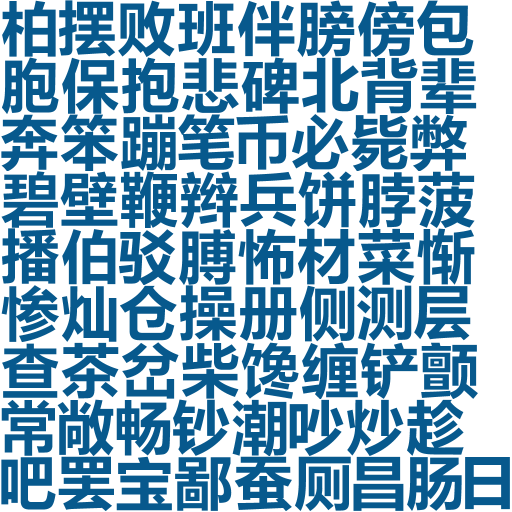 柏摆败班伴膀傍包
胞保抱悲碑北背辈
奔笨蹦笔币必毙弊
碧壁鞭辫兵饼脖菠
播伯驳膊怖材菜惭
惨灿仓操册侧测层
查茶岔柴馋缠铲颤
常敞畅钞潮吵炒趁
吧罢宝鄙蚕厕昌肠日